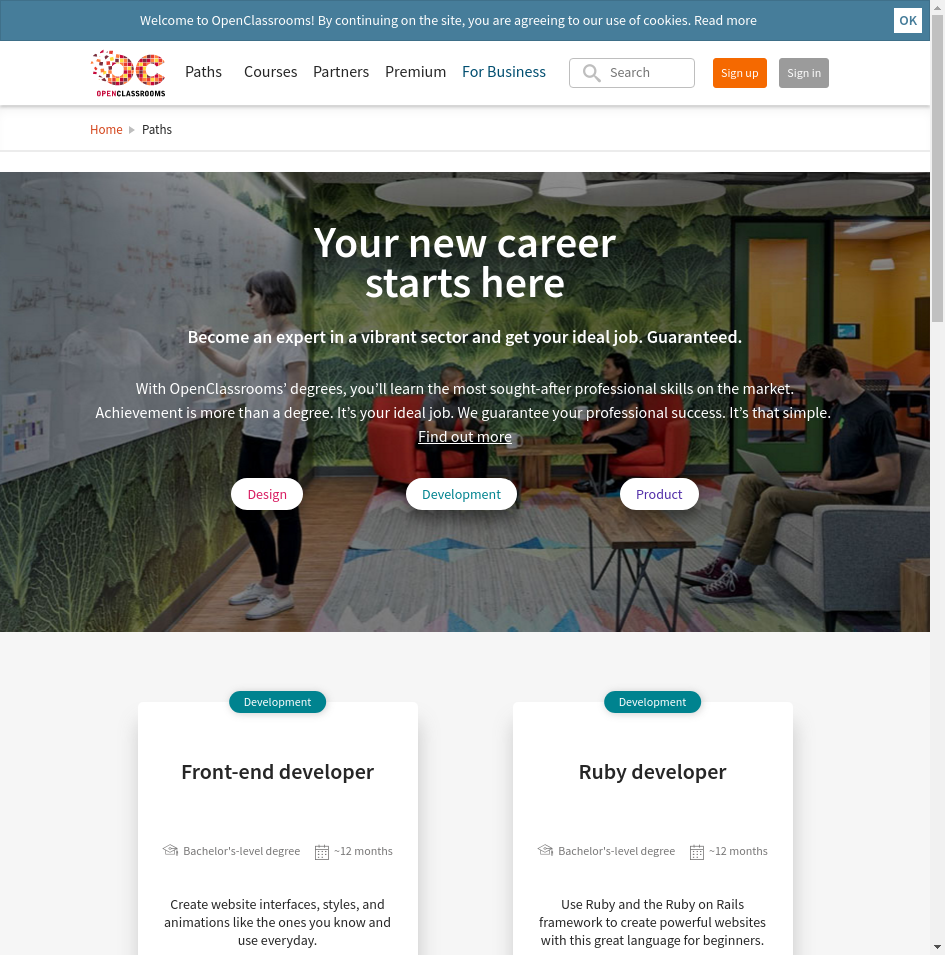 Welcome to OpenClassrooms! By continuing on the site, you are agreeing to our use of cookies. Read more
OK
OPENCLASSROOMS
Paths
Courses
Partners
Premium
For Business
Search
Sign up
Sign in
Home
Paths
Your new career
starts here
Become an expert in a vibrant sector and get your ideal job. Guaranteed.
With OpenClassrooms’ degrees, you’ll learn the most sought-after professional skills on the market.
Achievement is more than a degree. It’s your ideal job. We guarantee your professional success. It’s that simple.
Find out more
Design
Development
Product
Development
Front-end developer
Bachelor's-level degree
~12 months
Create website interfaces, styles, and
animations like the ones you know and
use everyday.
Development
Ruby developer
Bachelor's-level degree
~12 months
Use Ruby and the Ruby on Rails
framework to create powerful websites
with this great language for beginners.